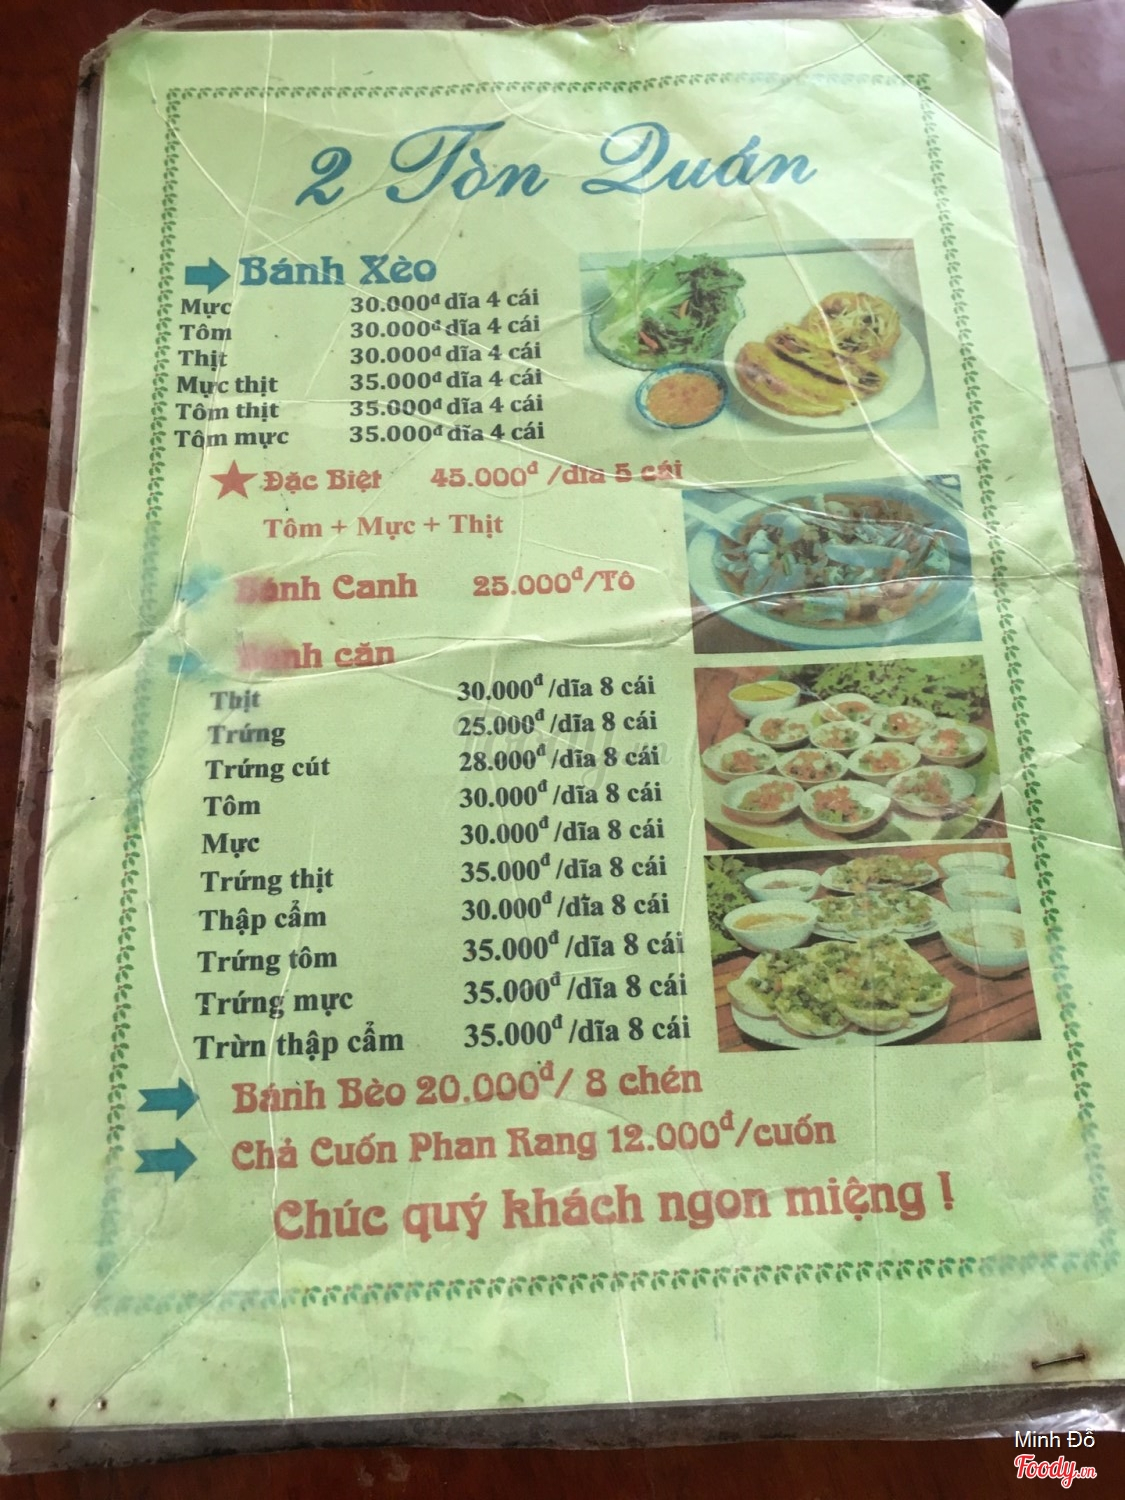 2 Tòn Quán
Bánh Xèo
Mực 30.000đ dĩa 4 cái
Tôm 30.000đ dĩa 4 cái
Thịt 30.000đ dĩa 4 cái
Mực thịt 35.000đ dĩa 4 cái
Tôm thịt 35.000đ dĩa 4 cái
Tôm mực 35.000đ dĩa 4 cái
Đặc Biệt 45.000đ /dĩa 5 cái
Tôm + Mực + Thịt
Bánh Canh 25.000đ/Tô
Bánh căn
Thịt 30.000đ /dĩa 8 cái
Trứng 25.000đ /dĩa 8 cái
Trứng cút 28.000đ /dĩa 8 cái
Tôm 30.000đ /dĩa 8 cái
Mực 30.000đ /dĩa 8 cái
Trứng thịt 35.000đ /dĩa 8 cái
Thập cẩm 30.000đ /dĩa 8 cái
Trứng tôm 35.000đ /dĩa 8 cái
Trứng mực 35.000đ /dĩa 8 cái
Trừn thập cẩm 35.000đ /dĩa 8 cái
Bánh Bèo 20.000đ/ 8 chén
Chả Cuốn Phan Rang 12.000đ/cuốn
Chúc quý khách ngon miệng !
Minh Đỗ
Foody.vn